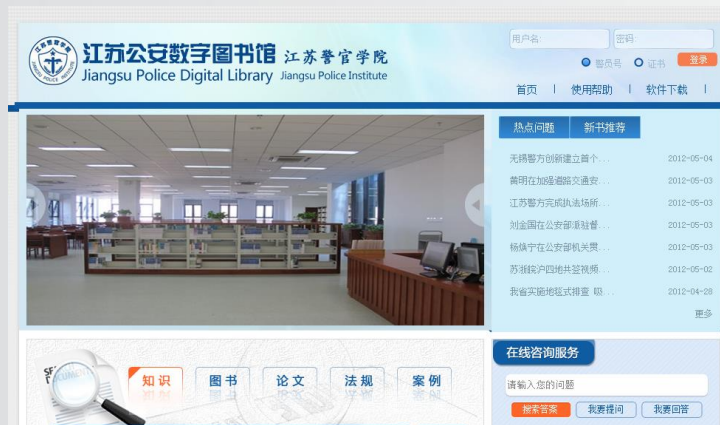 江苏公安数字图书馆 江苏警官学院
Jiangsu Police Digital Library Jiangsu Police Institute
用户名: 密码:
警员号 证书 登录
首页 | 使用帮助 | 软件下载 |
热点问题 新书推荐
无锡警方创新建立首个... 2012-05-04
黄明在加强道路交通安... 2012-05-03
江苏警方完成执法场所... 2012-05-03
刘金国在公安部派驻督... 2012-05-03
杨焕宁在公安部机关贯... 2012-05-03
苏浙皖沪四地共签视频... 2012-05-02
我省实施地毯式排查 吸... 2012-04-28
更多
知识 图书 论文 法规 案例
在线咨询服务
请输入您的问题
搜索答案 我要提问 我要回答